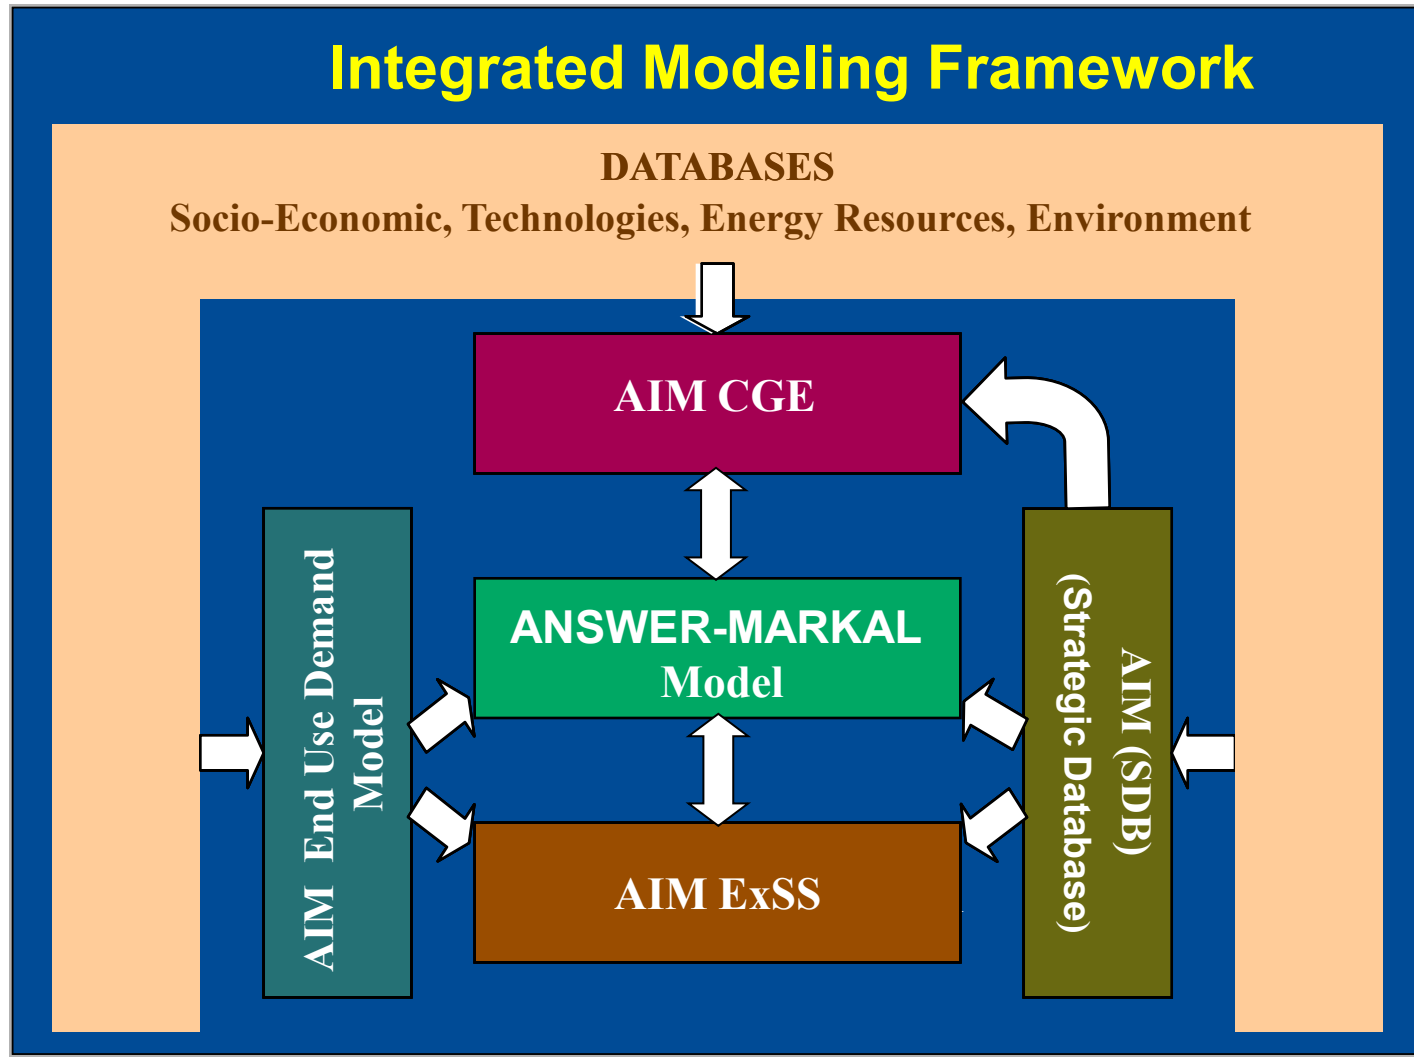 Integrated Modeling Framework
DATABASES
Socio-Economic, Technologies, Energy Resources, Environment
AIM CGE
AIM End Use Demand
Model
ANSWER-MARKAL
Model
AIM (SDB)
(Strategic Database)
AIM ExSS